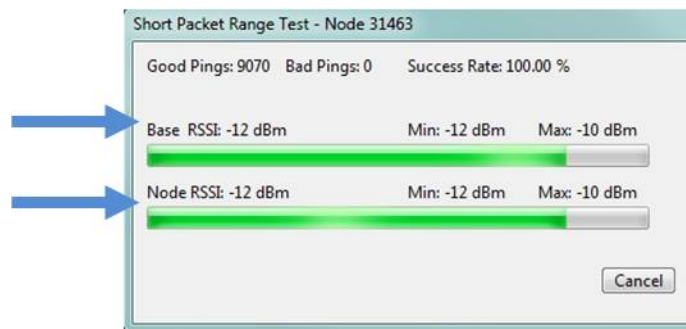 Short Packet Range Test - Node 31463
Good Pings: 9070 Bad Pings: 0 Success Rate: 100.00 %
Base RSSI: -12 dBm Min: -12 dBm Max: -10 dBm
Node RSSI: -12 dBm Min: -12 dBm Max: -10 dBm
Cancel